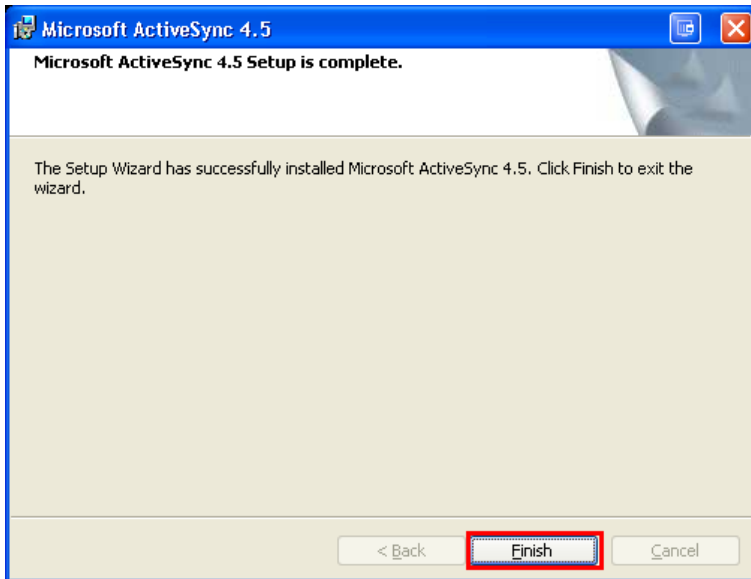 Microsoft ActiveSync 4.5
Microsoft ActiveSync 4.5 Setup is complete.
The Setup Wizard has successfully installed Microsoft ActiveSync 4.5. Click Finish to exit the
wizard.
< Back Finish Cancel